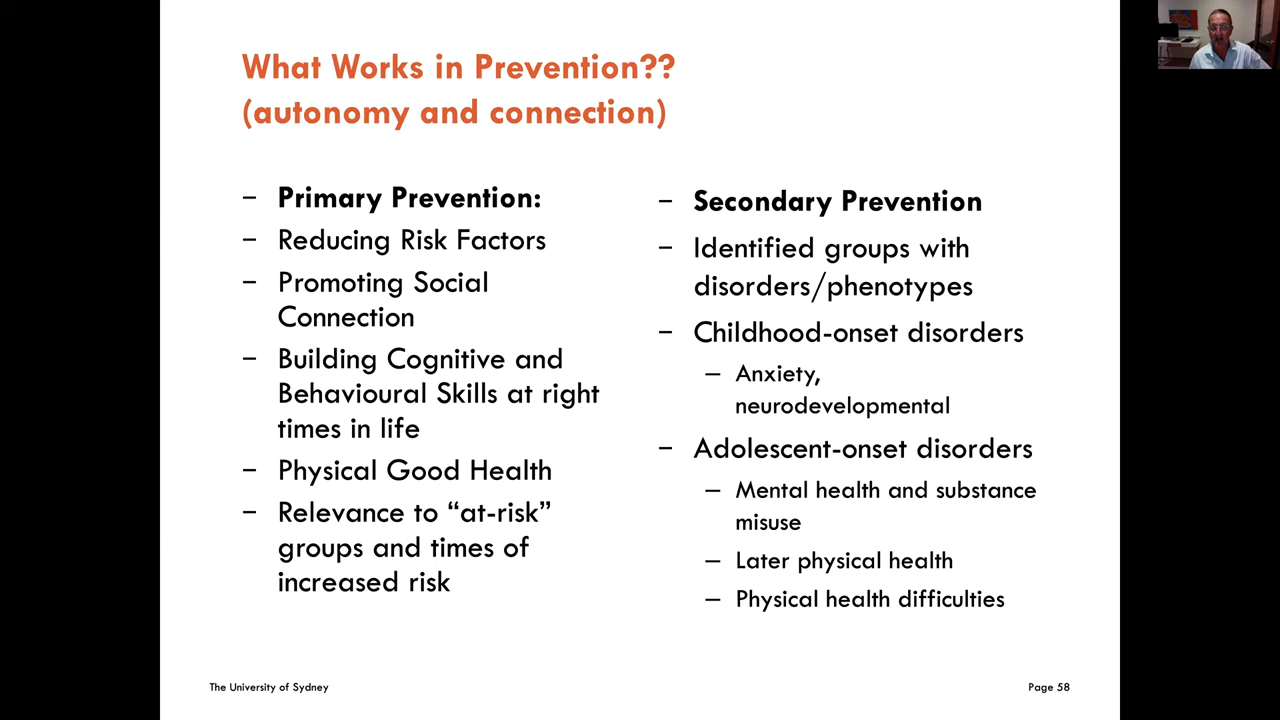 What Works in Prevention??
(autonomy and connection)
– Primary Prevention:
– Reducing Risk Factors
– Promoting Social
Connection
– Building Cognitive and
Behavioural Skills at right
times in life
– Physical Good Health
– Relevance to “at-risk”
groups and times of
increased risk
– Secondary Prevention
– Identified groups with
disorders/phenotypes
– Childhood-onset disorders
– Anxiety,
neurodevelopmental
– Adolescent-onset disorders
– Mental health and substance
misuse
– Later physical health
– Physical health difficulties
The University of Sydney
Page 58